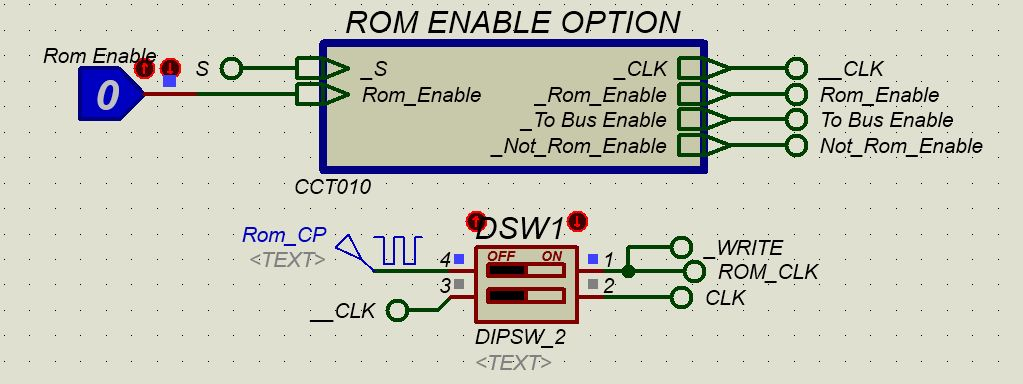 ROM ENABLE OPTION
Rom Enable
0
S
_S
_CLK
__CLK
Rom_Enable
_Rom_Enable
Rom_Enable
_To Bus Enable
To Bus Enable
_Not_Rom_Enable
Not_Rom_Enable
CCT010
DSW1
Rom_CP
<TEXT>
OFF ON
4
1
3
2
_WRITE
ROM_CLK
CLK
__CLK
DIPSW_2
<TEXT>